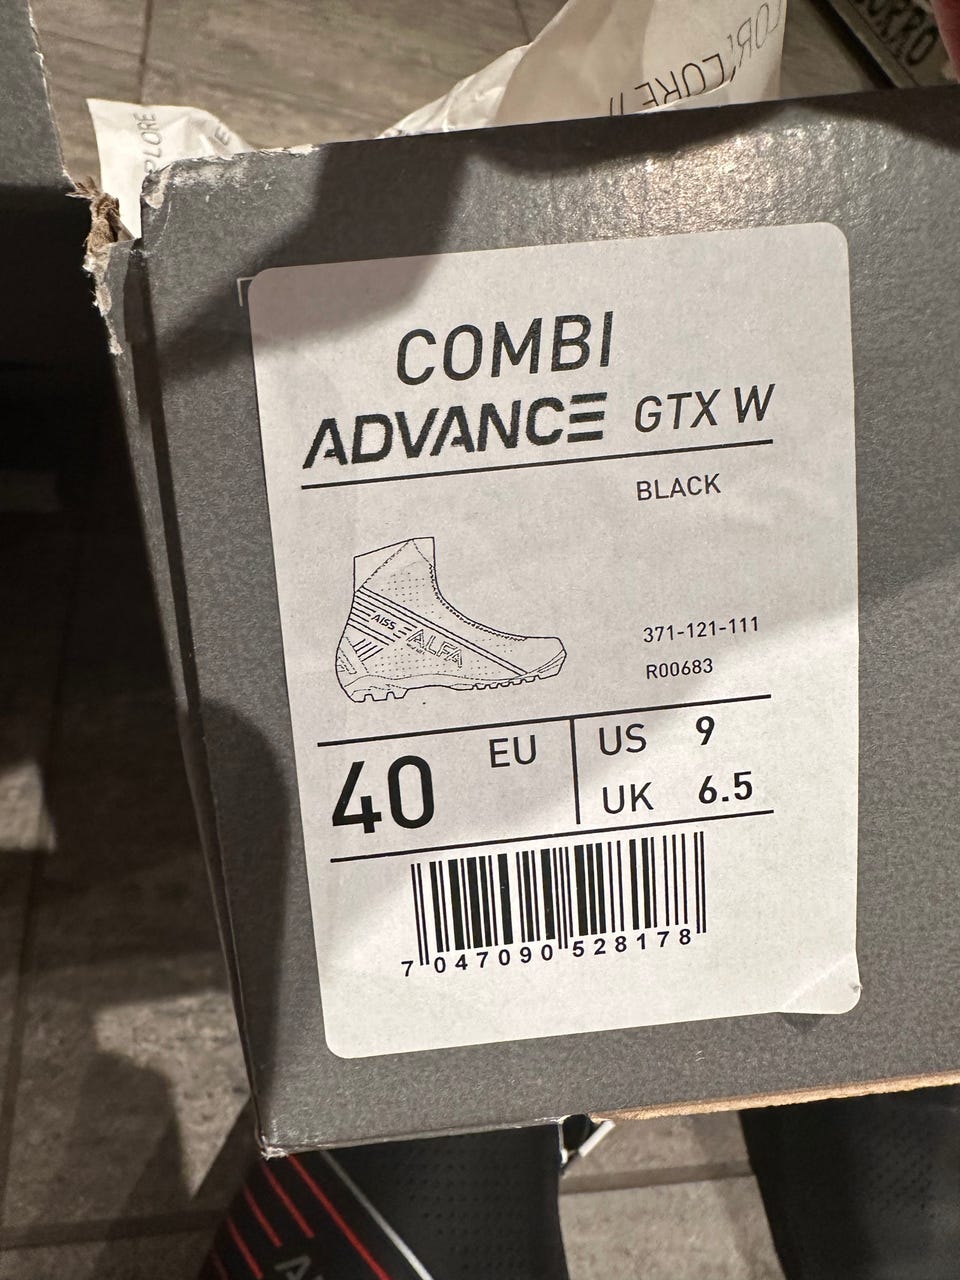 COMBI
ADVANCE GTX W
BLACK
AISS ALFA
371-121-111
R00683
40 EU
US 9
UK 6.5
7 047090 528178